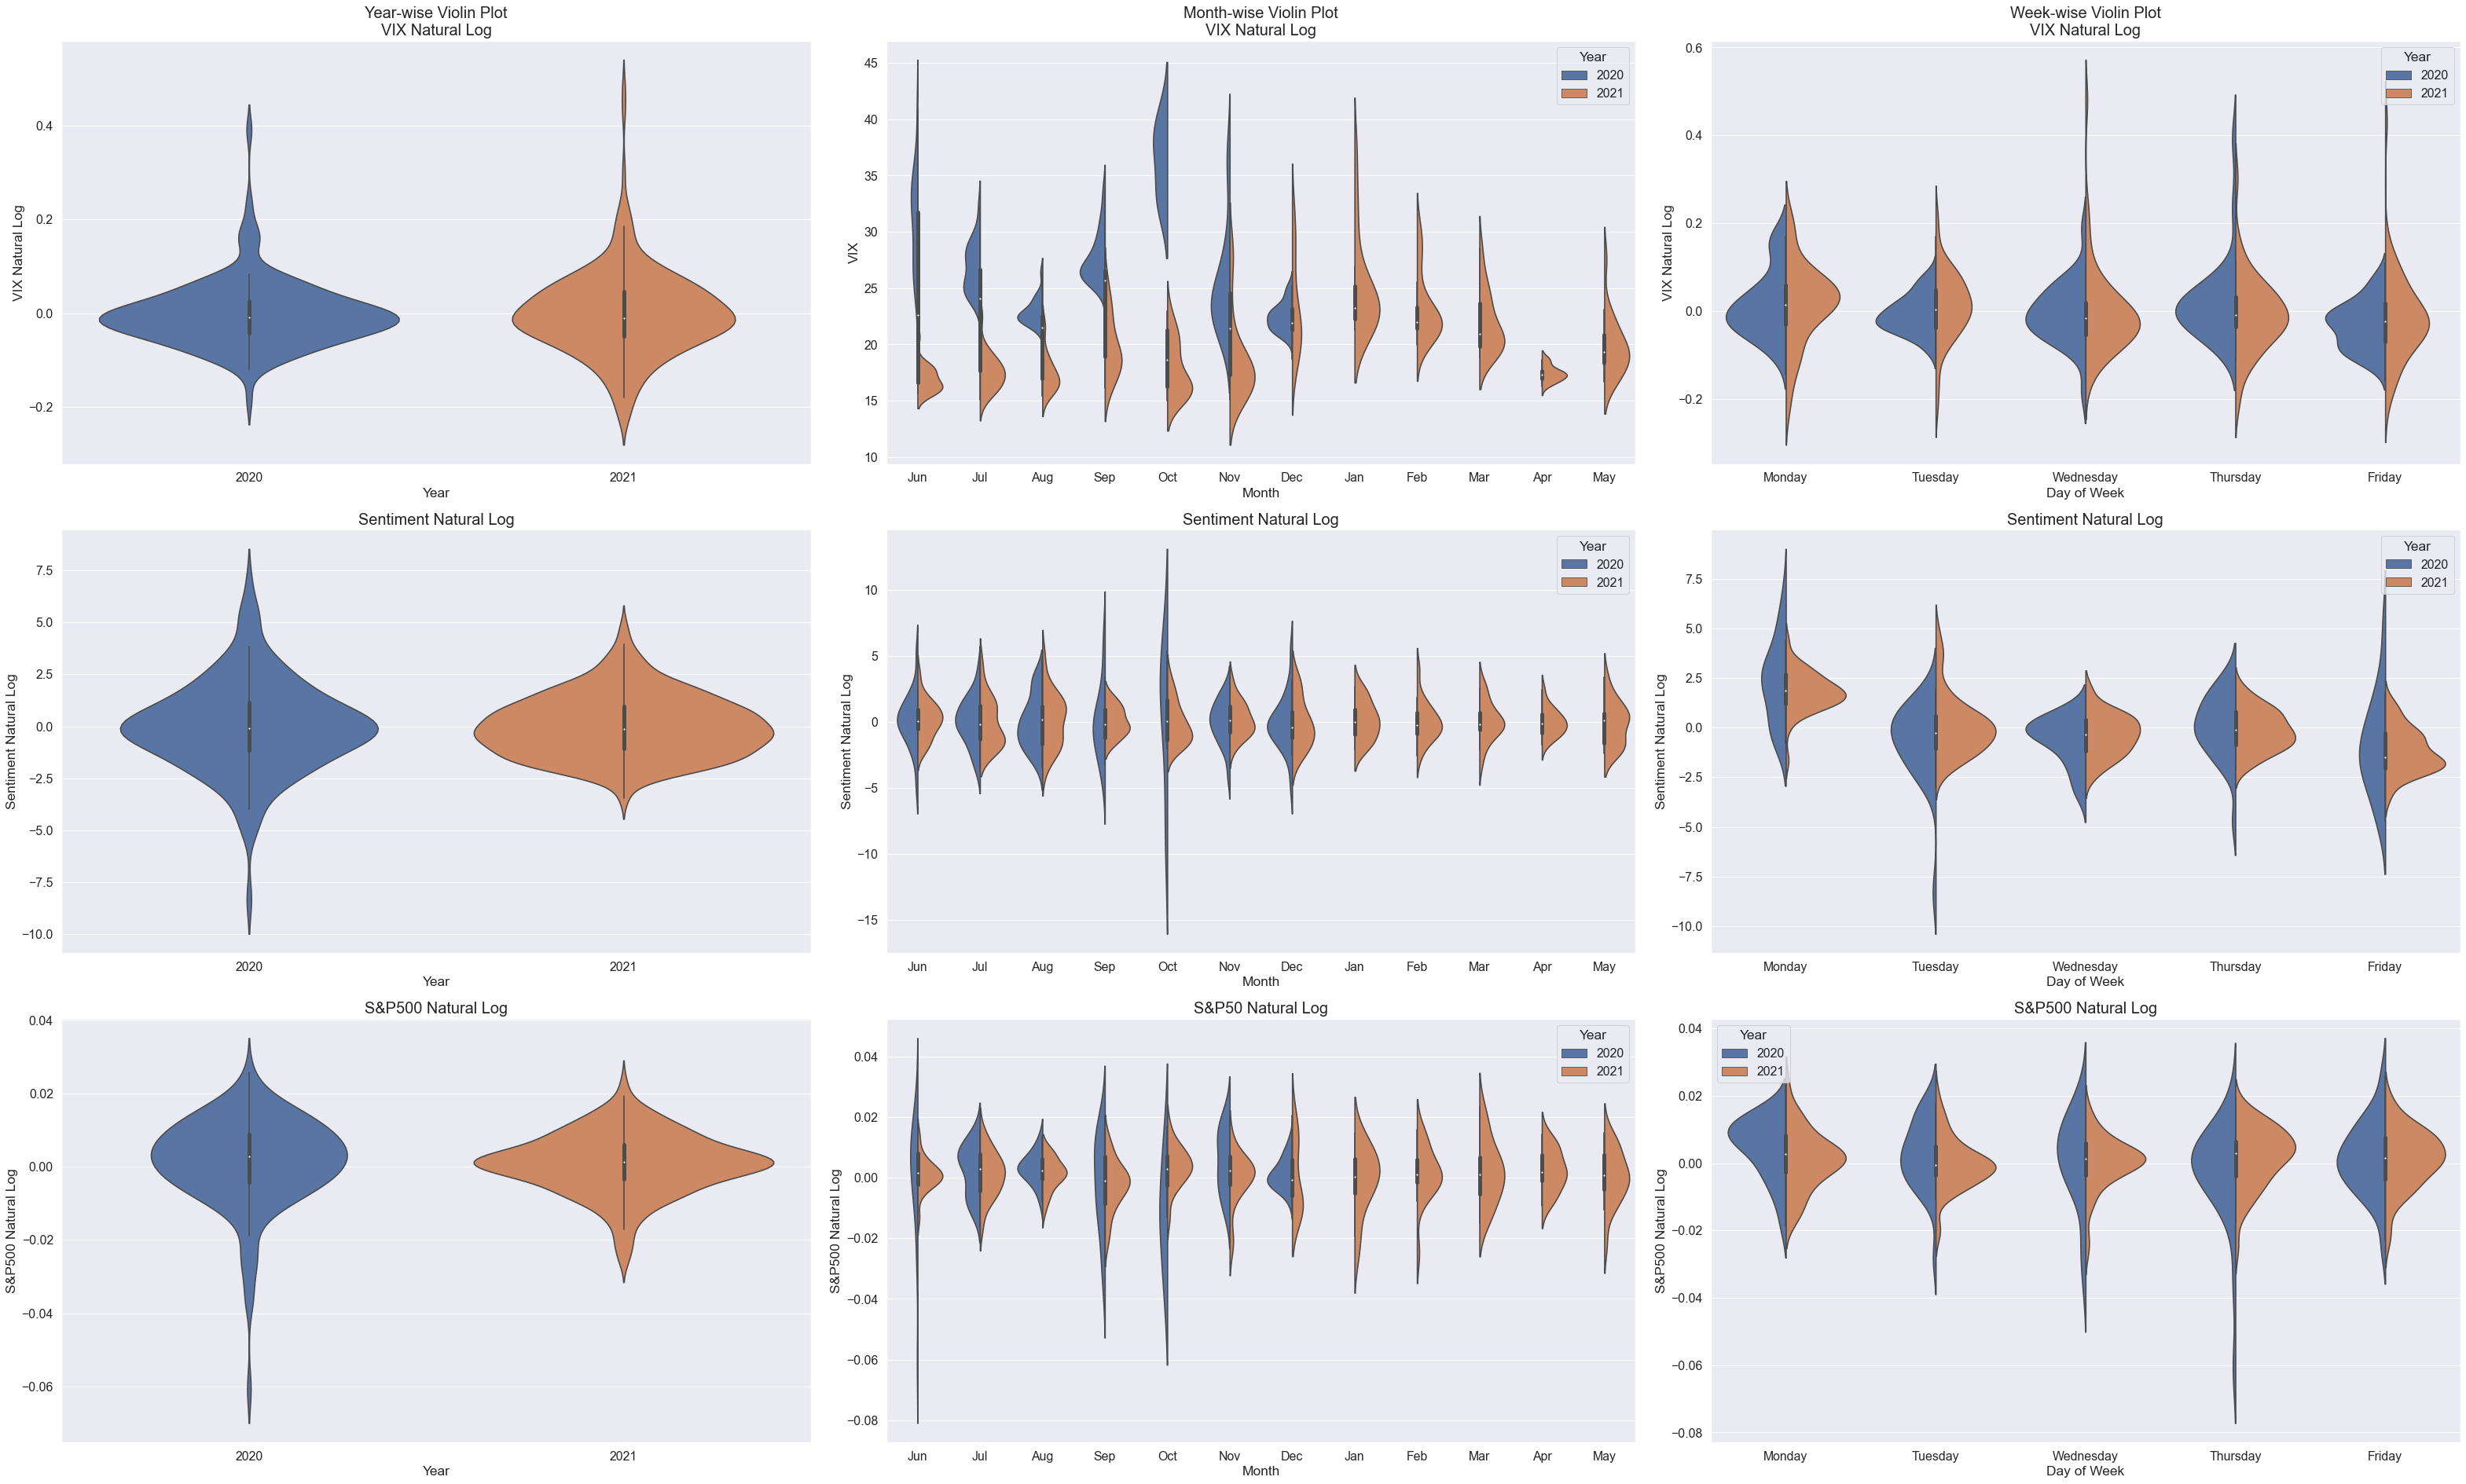 Year-wise Violin Plot
VIX Natural Log
VIX Natural Log
0.4
0.2
0.0
−0.2
2020
2021
Year
Month-wise Violin Plot
VIX Natural Log
VIX
45
40
35
30
25
20
15
10
Year
2020
2021
Jun Jul Aug Sep Oct Nov Dec Jan Feb Mar Apr May
Month
Week-wise Violin Plot
VIX Natural Log
VIX Natural Log
0.6
0.4
0.2
0.0
−0.2
Year
2020
2021
Monday Tuesday Wednesday Thursday Friday
Day of Week
Sentiment Natural Log
Sentiment Natural Log
7.5
5.0
2.5
0.0
−2.5
−5.0
−7.5
−10.0
2020
2021
Year
Sentiment Natural Log
Sentiment Natural Log
10
5
0
−5
−10
−15
Year
2020
2021
Jun Jul Aug Sep Oct Nov Dec Jan Feb Mar Apr May
Month
Sentiment Natural Log
Sentiment Natural Log
7.5
5.0
2.5
0.0
−2.5
−5.0
−7.5
−10.0
Year
2020
2021
Monday Tuesday Wednesday Thursday Friday
Day of Week
S&P500 Natural Log
S&P500 Natural Log
0.04
0.02
0.00
−0.02
−0.04
−0.06
2020
2021
Year
S&P50 Natural Log
S&P500 Natural Log
0.04
0.02
0.00
−0.02
−0.04
−0.06
−0.08
Year
2020
2021
Jun Jul Aug Sep Oct Nov Dec Jan Feb Mar Apr May
Month
S&P500 Natural Log
S&P500 Natural Log
0.04
0.02
0.00
−0.02
−0.04
−0.06
−0.08
Year
2020
2021
Monday Tuesday Wednesday Thursday Friday
Day of Week